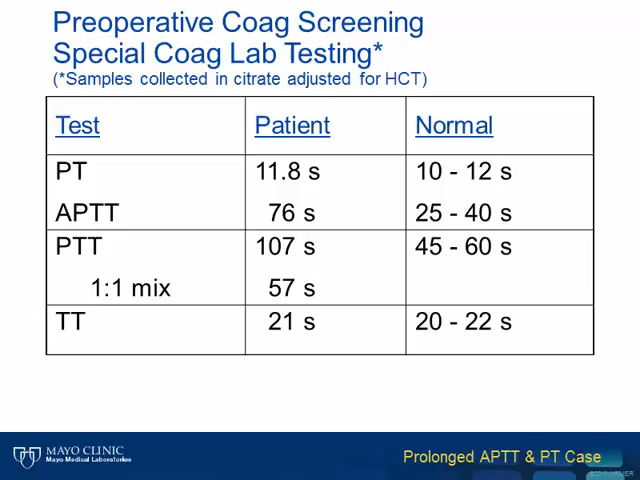 Preoperative Coag Screening
Special Coag Lab Testing*
(*Samples collected in citrate adjusted for HCT)
Test Patient Normal
PT 11.8 s 10 - 12 s
APTT 76 s 25 - 40 s
PTT 107 s 45 - 60 s
1:1 mix 57 s
TT 21 s 20 - 22 s
MAYO CLINIC
Mayo Medical Laboratories
Prolonged APTT & PT Case